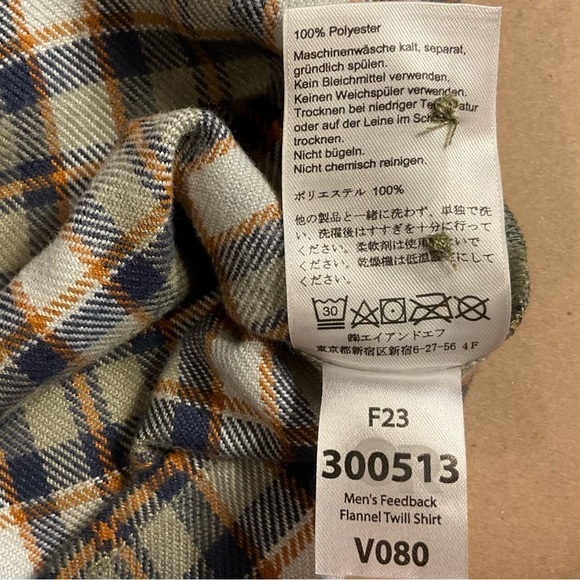 100% Polyester
Maschinenwäsche kalt, separat,
gründlich spülen.
Kein Bleichmittel verwenden.
Keinen Weichspüler verwenden.
Trocknen bei niedriger Temperatur
oder auf der Leine im
trocknen.
Nicht bügeln.
Nicht chemisch reinigen.
ポリエステル 100%
他の製品と一緒に洗わず、単独で洗
い、洗濯後はすすぎを十分に行って
ください。柔軟剤は使用
ください。乾燥機は低温設定にして
ください。
30
㈱エイアンドエフ
東京都新宿区新宿6-27-56 4F
F23
300513
Men's Feedback
Flannel Twill Shirt
V080